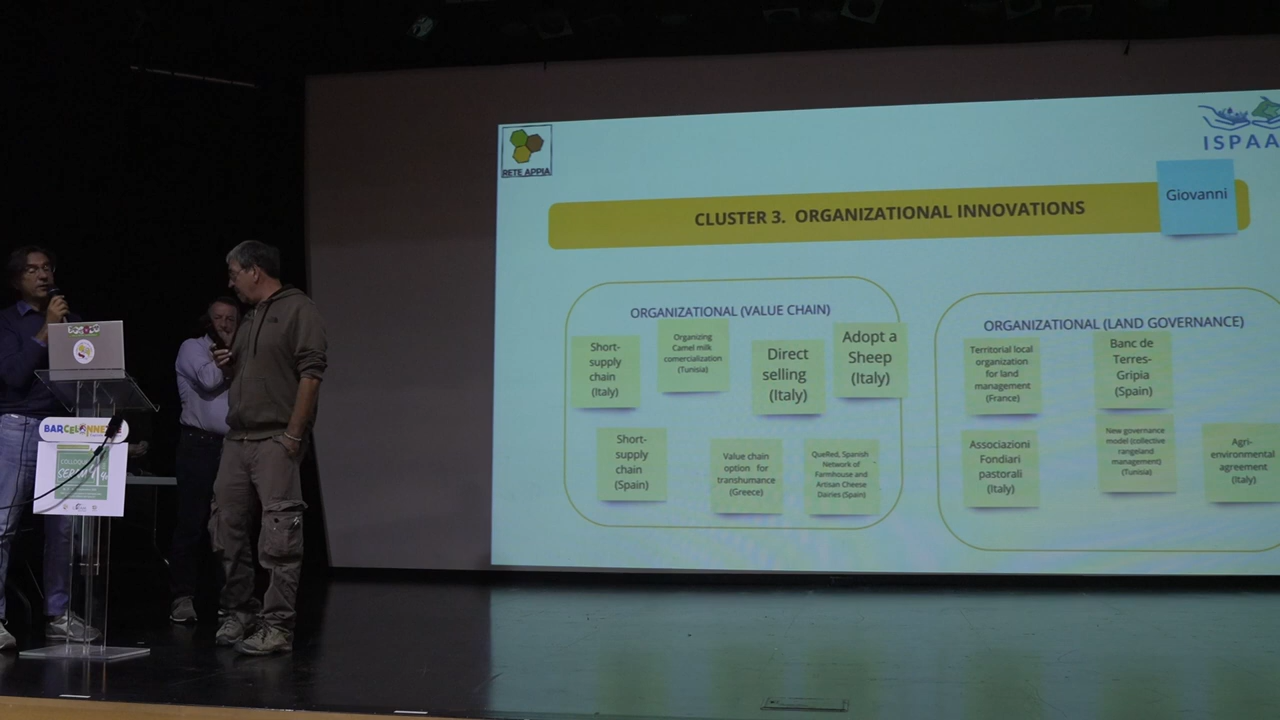 RETE APPIA
ISPAA
Giovanni
CLUSTER 3. ORGANIZATIONAL INNOVATIONS
ORGANIZATIONAL (VALUE CHAIN)
Short-
supply
chain
(Italy)
Organizing
Camel milk
comercialization
(Tunisia)
Direct
selling
(Italy)
Adopt a
Sheep
(Italy)
Short-
supply
chain
(Spain)
Value chain
option for
transhumance
(Greece)
QueRed, Spanish
Network of
Farmhouse and
Artisan Cheese
Dairies (Spain)
ORGANIZATIONAL (LAND GOVERNANCE)
Territorial local
organization
for land
management
(France)
Banc de
Terres-
Gripia
(Spain)
Associazioni
Fondiari
pastorali
(Italy)
New governance
model (collective
rangeland
management)
(Tunisia)
Agri-
environmental
agreement
(Italy)
BARCELONNETTE